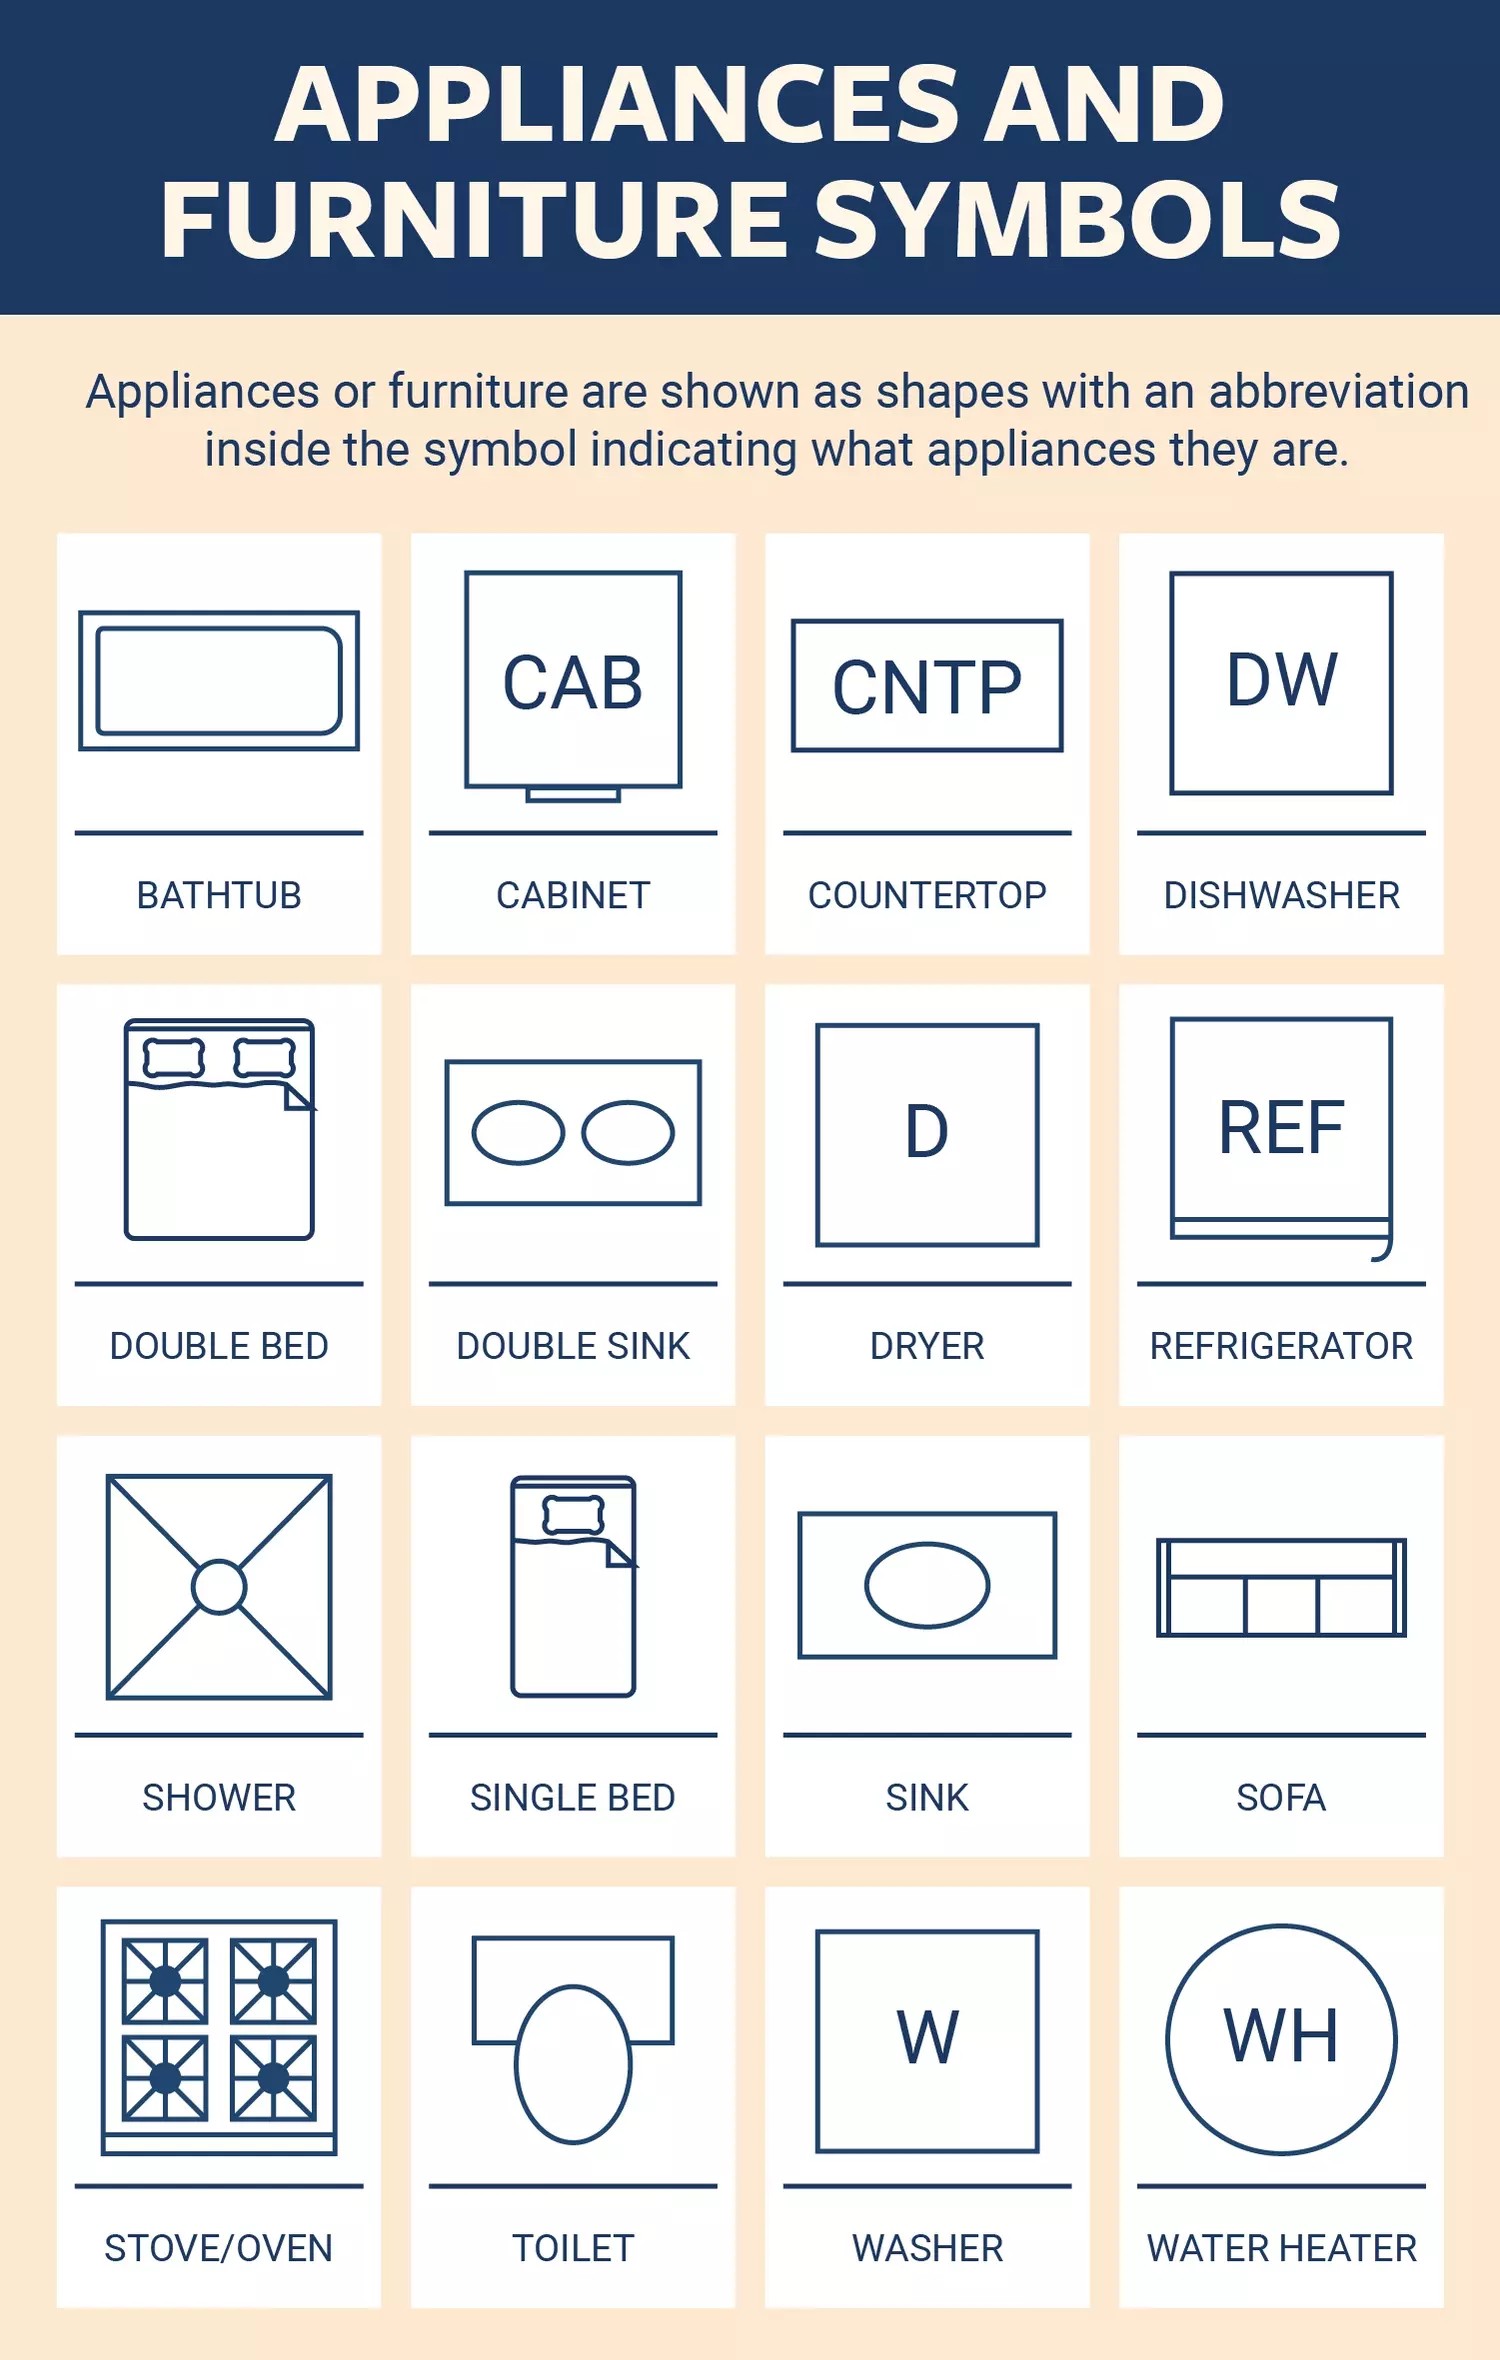 APPLIANCES AND
FURNITURE SYMBOLS
Appliances or furniture are shown as shapes with an abbreviation
inside the symbol indicating what appliances they are.
CAB
CNTP
DW
BATHTUB
CABINET
COUNTERTOP
DISHWASHER
D
REF
DOUBLE BED
DOUBLE SINK
DRYER
REFRIGERATOR
SHOWER
SINGLE BED
SINK
SOFA
W
WH
STOVE/OVEN
TOILET
WASHER
WATER HEATER